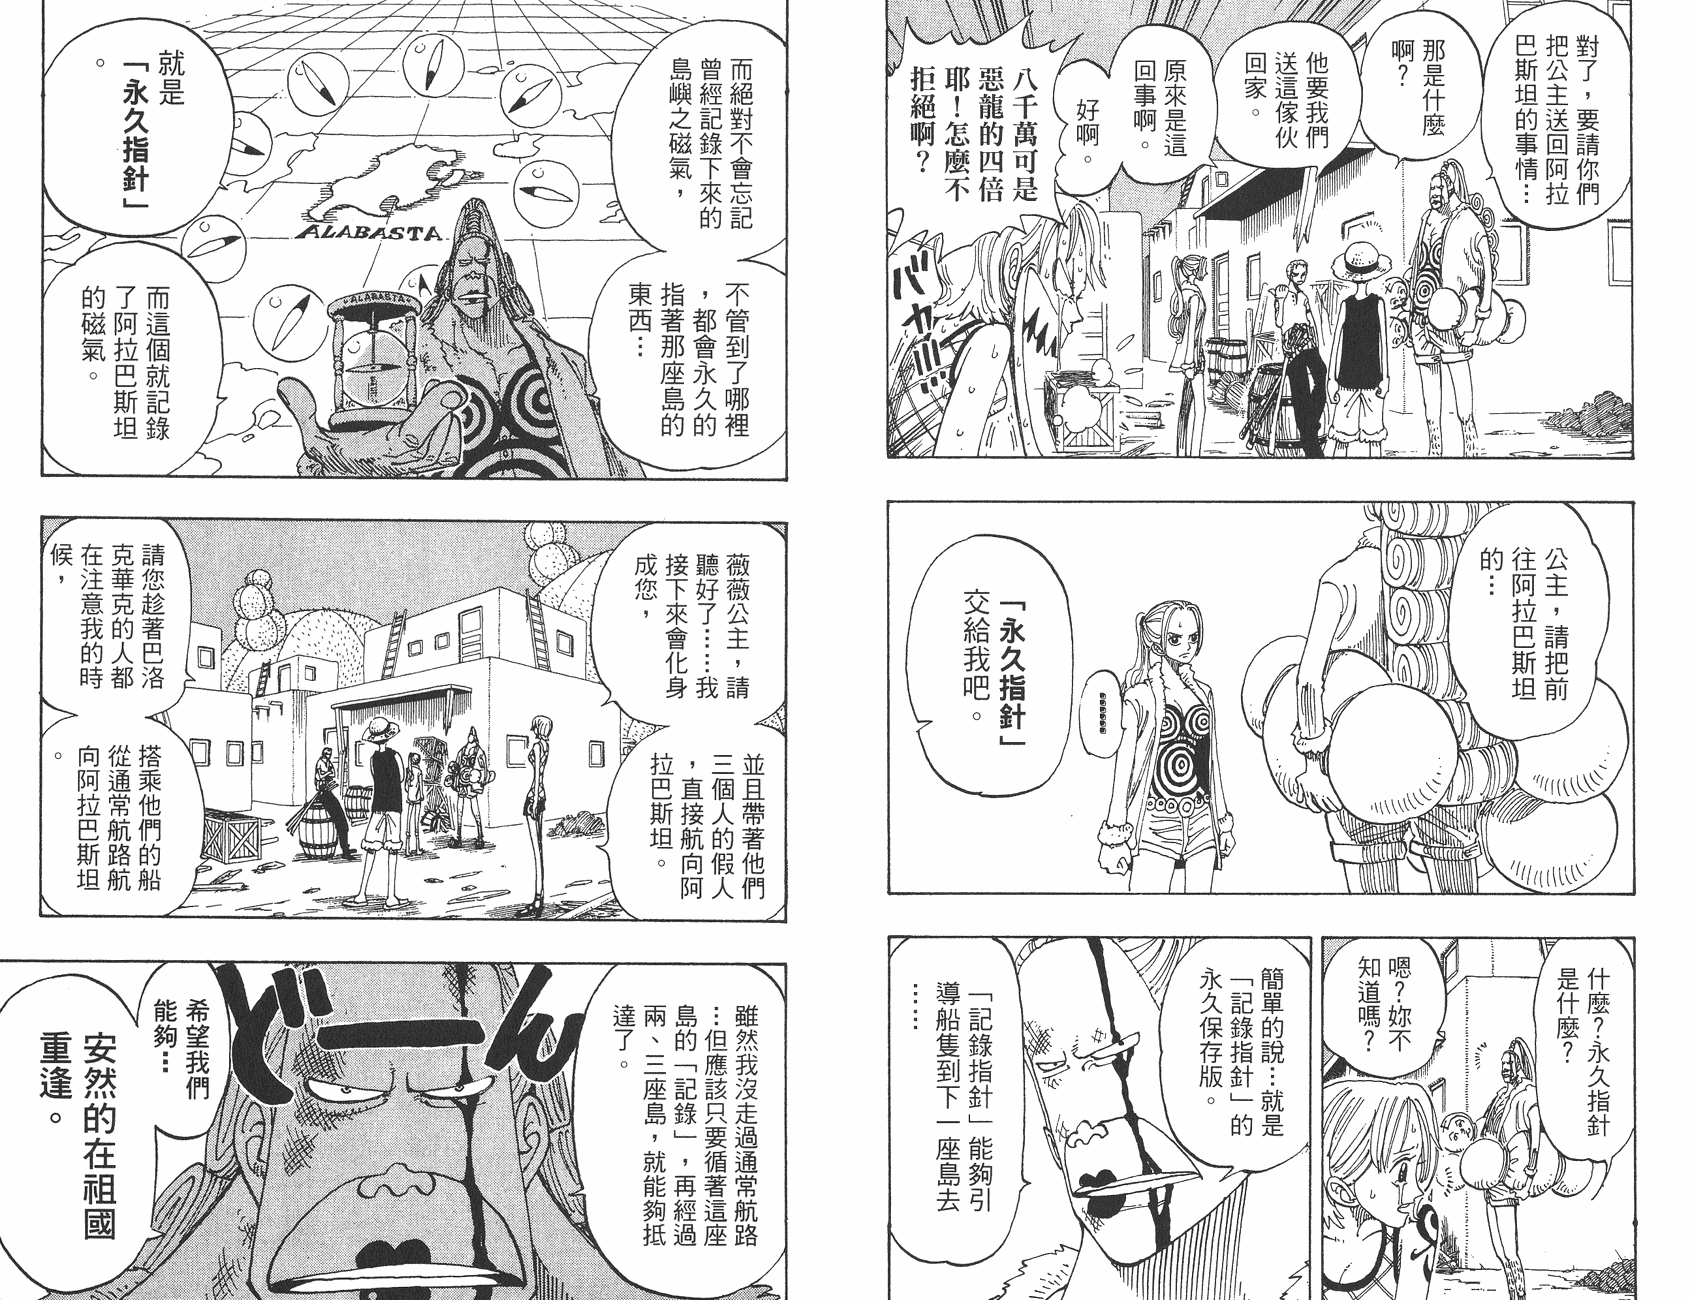 對了，要請你們
把公主送回阿拉
巴斯坦的事情…
那是什麼
啊？
他要我們
送這傢伙
回家。
原來是這
回事啊。
好啊。
八千萬可是
惡龍的四倍
耶！怎麼不
拒絕啊？
バカ…!!
公主，請把前
往阿拉巴斯坦
的…
「永久指針」
交給我吧。
……
什麼？永久指針
是什麼？
嗯？妳不
知道嗎？
簡單的說…就是
「記錄指針」的
永久保存版。
「記錄指針」能夠引
導船隻到下一座島去
……
而絕對不會忘記
曾經記錄下來的
島嶼之磁氣，
不管到了哪裡
，都會永久的
指著那座島的
東西…
就是
「永久指針」
。
而這個就記錄
了阿拉巴斯坦
的磁氣。
ALABASTA
ALABASTA
薇薇公主，請
聽好了……我
接下來會化身
成您，
並且帶著他們
三個人的假人
，直接航向阿
拉巴斯坦。
請您趁著巴洛
克華克的人都
在注意我的時
候，
搭乘他們的船
從通常航路航
向阿拉巴斯坦
。
雖然我沒走過通常航路
…但應該只要循著這座
島的「記錄」，再經過
兩、三座島，就能夠抵
達了。
どーん
希望我們
能夠…
安然的在祖國
重逢。